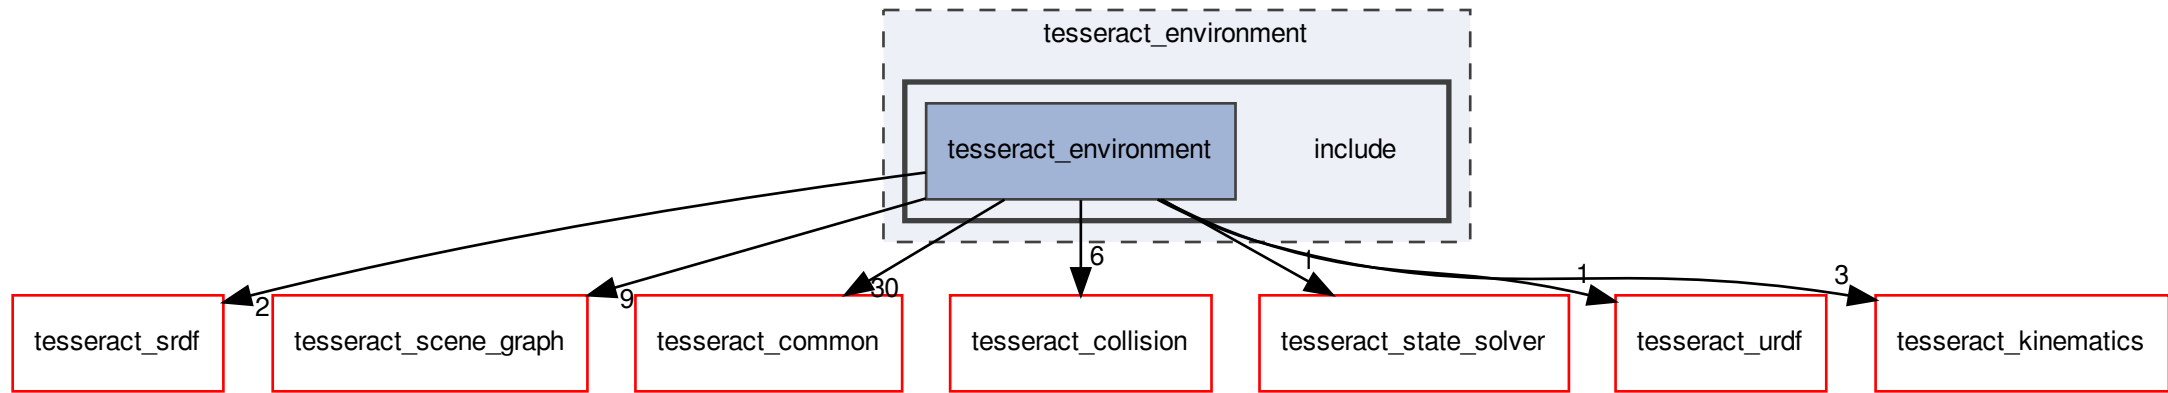 tesseract_environment
tesseract_environment
include
6
1
1
3
2
9
30
tesseract_srdf
tesseract_scene_graph
tesseract_common
tesseract_collision
tesseract_state_solver
tesseract_urdf
tesseract_kinematics